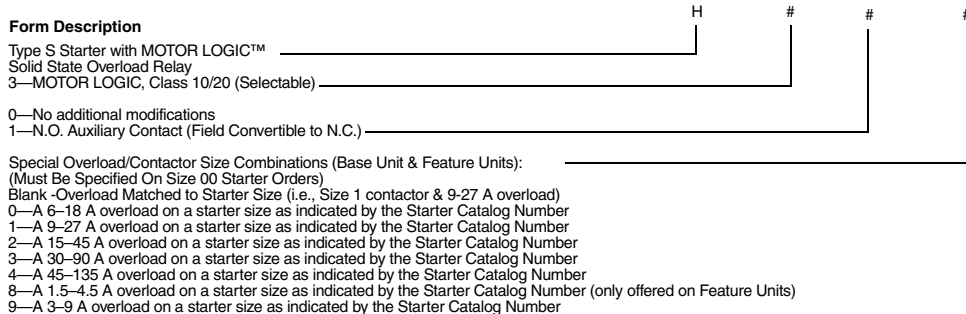 H # # #
Form Description
Type S Starter with MOTOR LOGIC™
Solid State Overload Relay
3—MOTOR LOGIC, Class 10/20 (Selectable)
0—No additional modifications
1—N.O. Auxiliary Contact (Field Convertible to N.C.)
Special Overload/Contactor Size Combinations (Base Unit & Feature Units):
(Must Be Specified On Size 00 Starter Orders)
Blank -Overload Matched to Starter Size (i.e., Size 1 contactor & 9-27 A overload)
0—A 6–18 A overload on a starter size as indicated by the Starter Catalog Number
1—A 9–27 A overload on a starter size as indicated by the Starter Catalog Number
2—A 15–45 A overload on a starter size as indicated by the Starter Catalog Number
3—A 30–90 A overload on a starter size as indicated by the Starter Catalog Number
4—A 45–135 A overload on a starter size as indicated by the Starter Catalog Number
8—A 1.5–4.5 A overload on a starter size as indicated by the Starter Catalog Number (only offered on Feature Units)
9—A 3–9 A overload on a starter size as indicated by the Starter Catalog Number